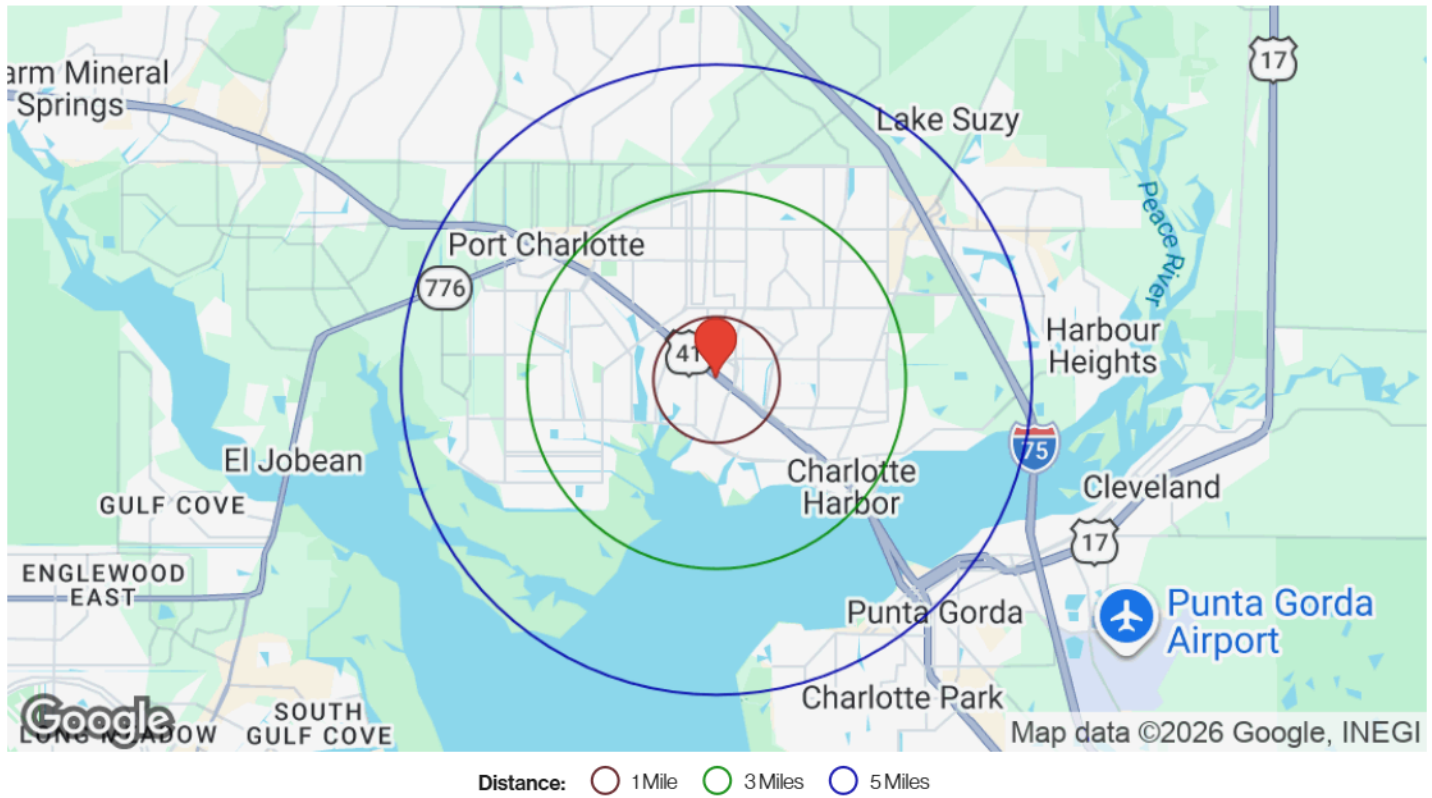 17
arm Mineral
Springs
Lake Suzy
Peace River
Port Charlotte
776
Harbour
Heights
41
El Jobean
75
Charlotte
Harbor
Cleveland
GULF COVE
17
ENGLEWOOD
EAST
Punta Gorda
Punta Gorda
Airport
Charlotte Park
SOUTH
GULF COVE
Google
LONG MEADOW
Map data ©2026 Google, INEGI
Distance: 1 Mile 3 Miles 5 Miles